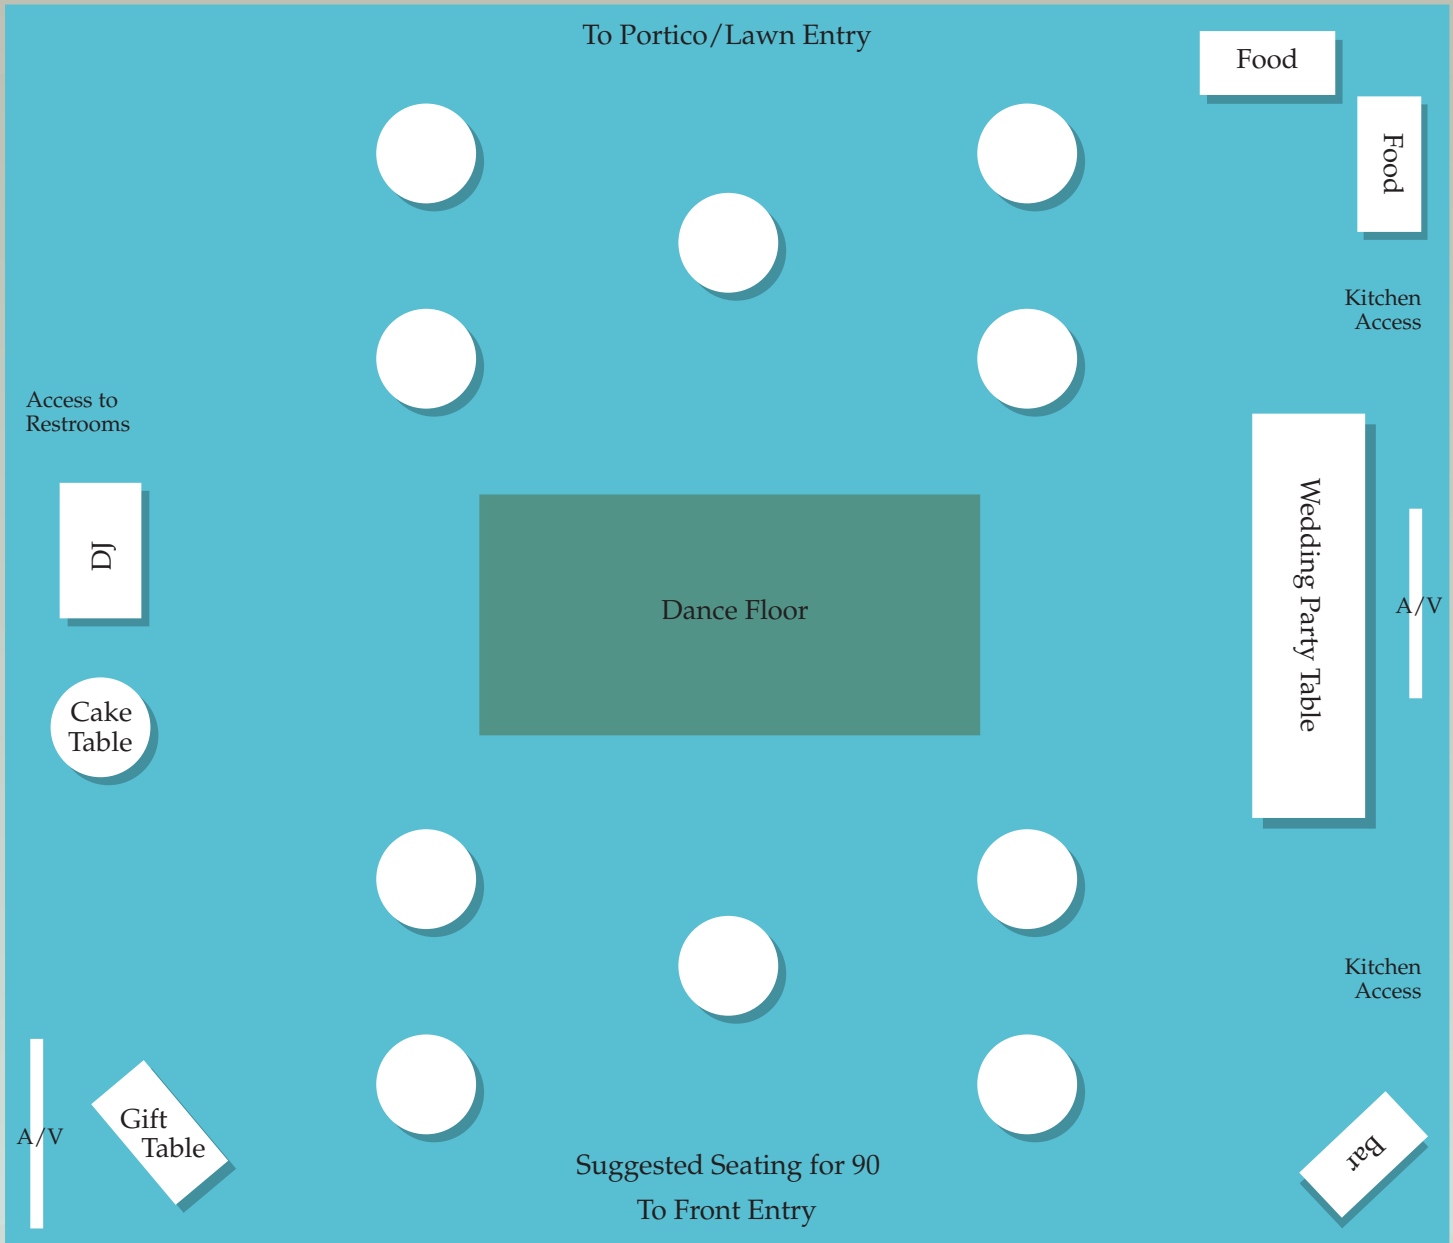 To Portico/Lawn Entry
Food
Food
Kitchen
Access
Access to
Restrooms
DJ
Wedding Party Table
A/V
Dance Floor
Cake
Table
Kitchen
Access
Gift
Table
A/V
Bar
Suggested Seating for 90
To Front Entry